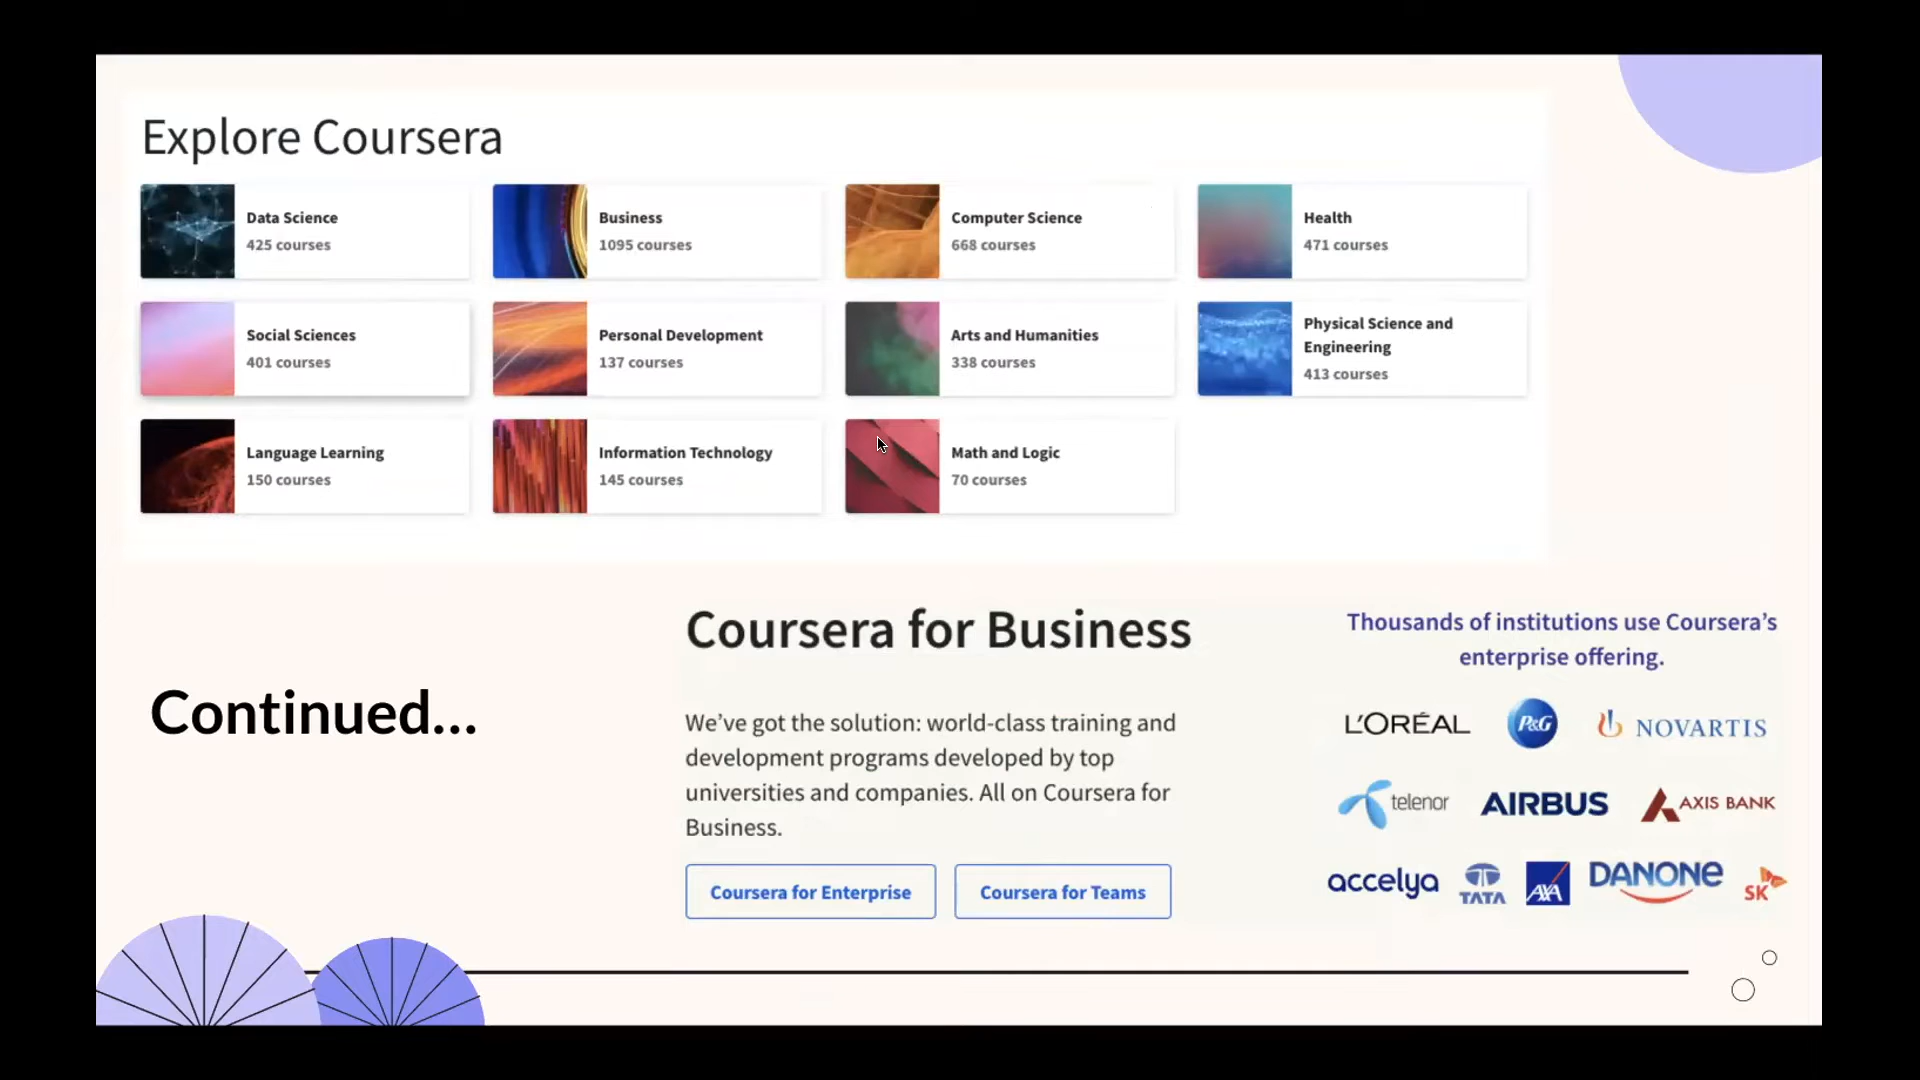 Explore Coursera
Data Science
425 courses
Business
1095 courses
Computer Science
668 courses
Health
471 courses
Social Sciences
401 courses
Personal Development
137 courses
Arts and Humanities
338 courses
Physical Science and
Engineering
413 courses
Language Learning
150 courses
Information Technology
145 courses
Math and Logic
70 courses
Continued...
Coursera for Business
We’ve got the solution: world-class training and
development programs developed by top
universities and companies. All on Coursera for
Business.
Coursera for Enterprise
Coursera for Teams
Thousands of institutions use Coursera’s
enterprise offering.
L'ORÉAL P&G NOVARTIS
telenor AIRBUS AXIS BANK
accelya TATA AXA DANONE SK